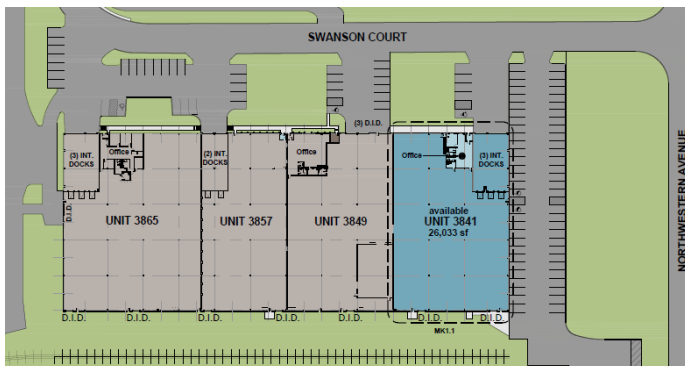 SWANSON COURT
NORTHWESTERN AVENUE
(3) D.I.D.
(3) INT.
DOCKS
Office
(2) INT.
DOCKS
Office
Office
(3) INT.
DOCKS
D.I.D.
UNIT 3865
UNIT 3857
UNIT 3849
available
UNIT 3841
26,033 sf
D.I.D.
D.I.D.
D.I.D.
D.I.D.
D.I.D.
D.I.D.
MK1.1